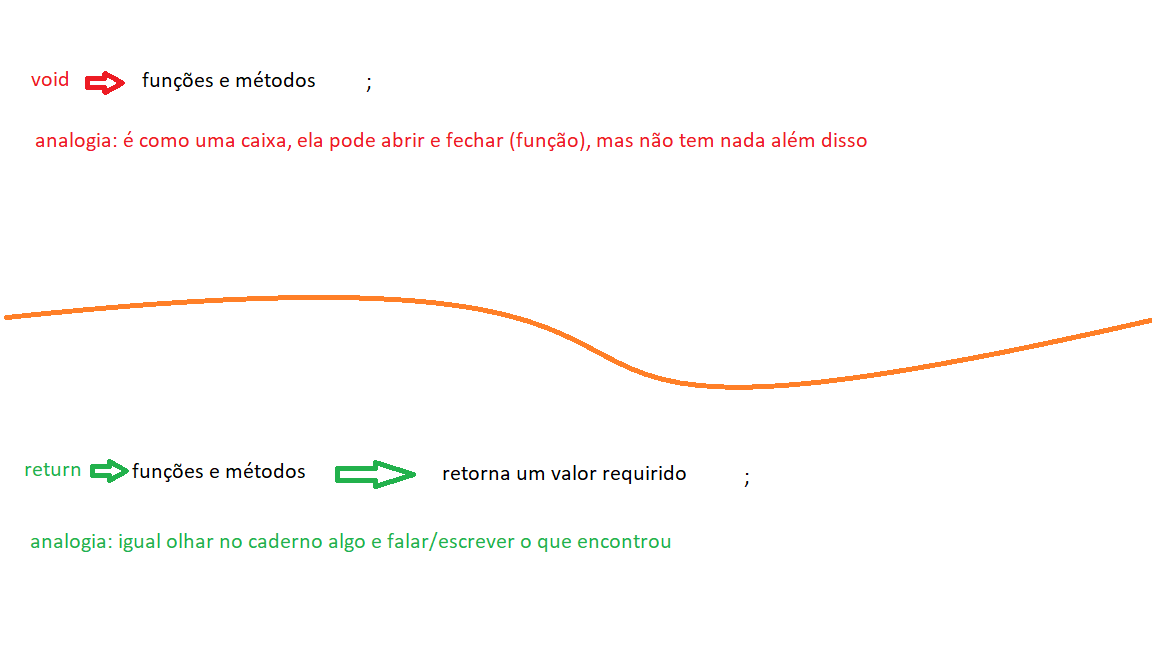 void funções e métodos ;
analogia: é como uma caixa, ela pode abrir e fechar (função), mas não tem nada além disso
return funções e métodos retorna um valor requirido ;
analogia: igual olhar no caderno algo e falar/escrever o que encontrou